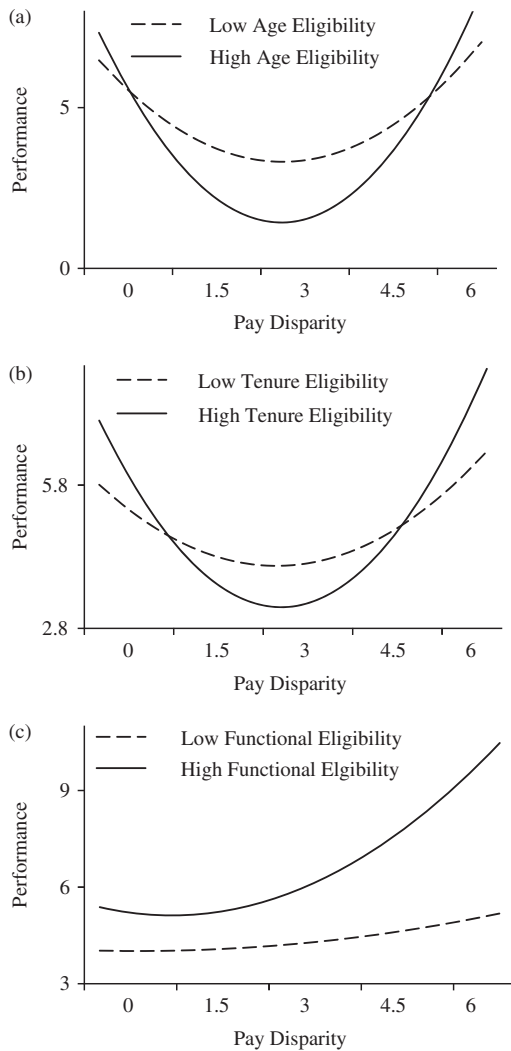 (a)
Low Age Eligibility
High Age Eligibility
5
Performance
0
0 1.5 3 4.5 6
Pay Disparity
(b)
Low Tenure Eligibility
High Tenure Eligibility
5.8
Performance
2.8
0 1.5 3 4.5 6
Pay Disparity
(c)
Low Functional Eligibility
High Functional Elgibility
9
Performance
6
3
0 1.5 3 4.5 6
Pay Disparity